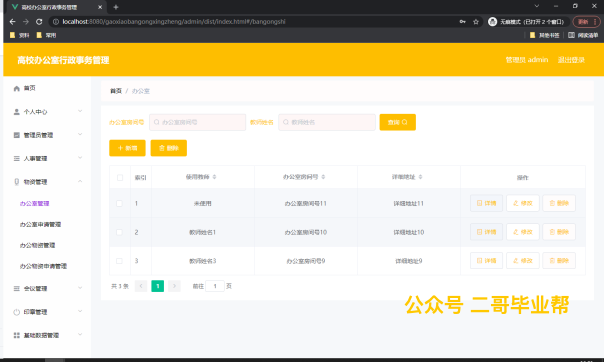 高校办公室行政事务管理
localhost:8080/gaoxiaobangongxingzheng/admin/dist/index.html#/bangongshi
无痕模式（已打开 2 个窗口）
更新
资料
常用
其他书签
阅读清单
高校办公室行政事务管理
管理员 admin
退出登录
首页
个人中心
管理员管理
人事管理
物资管理
办公室管理
办公室申请管理
办公物资管理
办公物资申请管理
会议管理
印章管理
基础数据管理
首页 / 办公室
办公室房间号 办公室房间号 教师姓名 教师姓名 查询
新增 删除
索引 使用教师 办公室房间号 详细地址 操作
1 未使用 办公室房间号11 详细地址11 详情 修改 删除
2 教师姓名1 办公室房间号10 详细地址10 详情 修改 删除
3 教师姓名3 办公室房间号9 详细地址9 详情 修改 删除
共 3 条 1 前往 1 页
公众号 二哥毕业帮